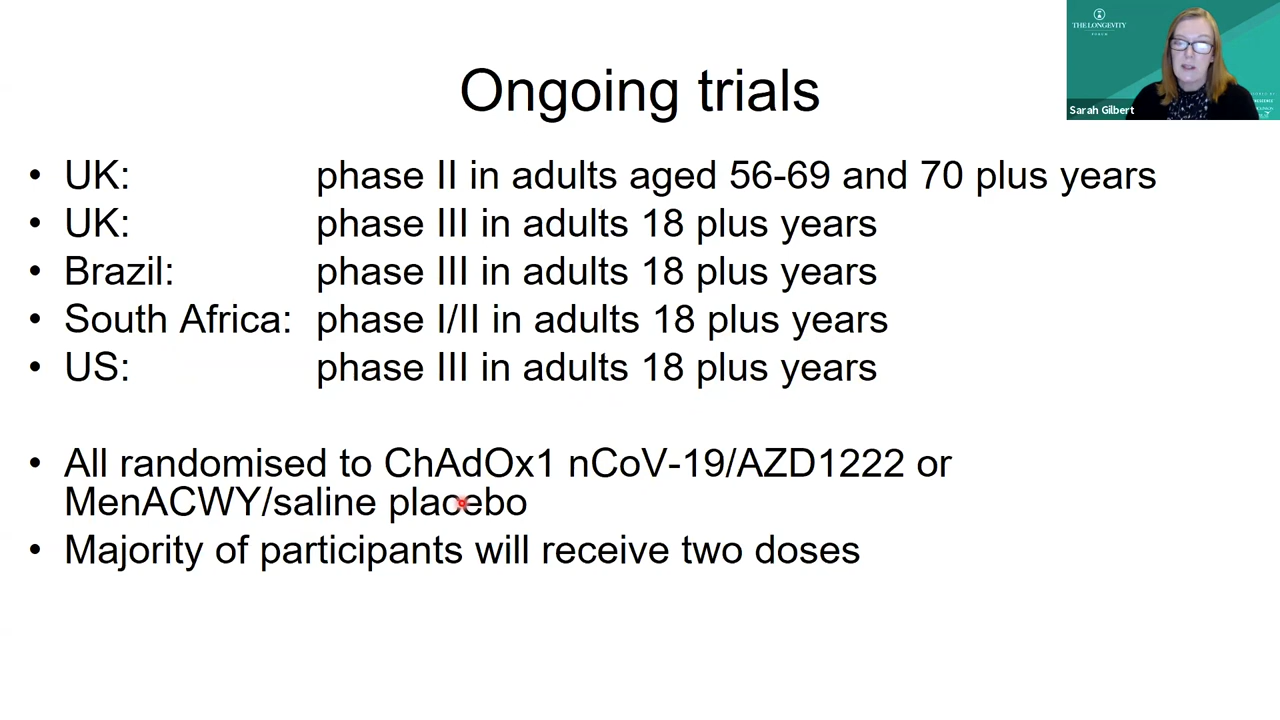 Ongoing trials
• UK: phase II in adults aged 56-69 and 70 plus years
• UK: phase III in adults 18 plus years
• Brazil: phase III in adults 18 plus years
• South Africa: phase I/II in adults 18 plus years
• US: phase III in adults 18 plus years
• All randomised to ChAdOx1 nCoV-19/AZD1222 or
MenACWY/saline placebo
• Majority of participants will receive two doses
THE LONGEVITY
FORUM
Sarah Gilbert